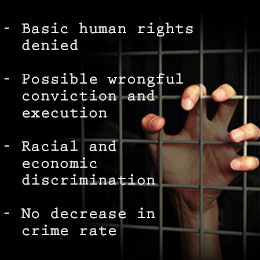 - Basic human rights
denied
- Possible wrongful
conviction and
execution
- Racial and
economic
discrimination
- No decrease in
crime rate